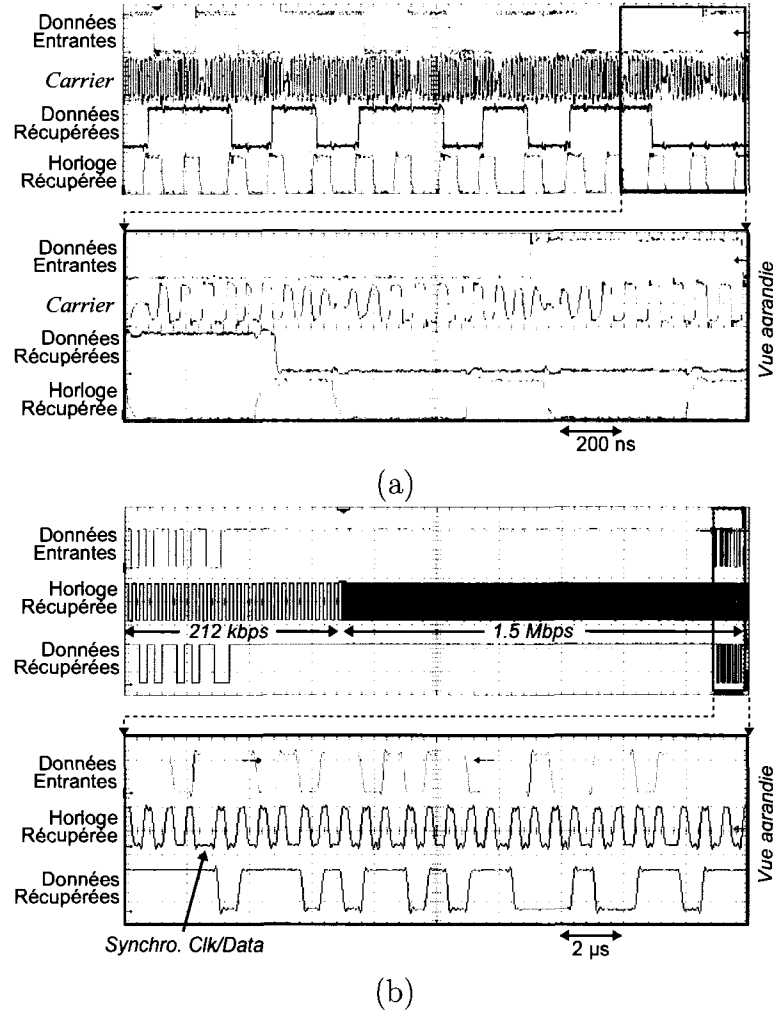 Données
Entrantes
Carrier
Données
Récupérées
Horloge
Récupérée
Données
Entrantes
Carrier
Données
Récupérées
Horloge
Récupérée
Vue agrandie
200 ns
(a)
Données
Entrantes
Horloge
Récupérée
212 kbps
1.5 Mbps
Données
Récupérées
Données
Entrantes
Horloge
Récupérée
Données
Récupérées
Vue agrandie
Synchro. Clk/Data
2 µs
(b)